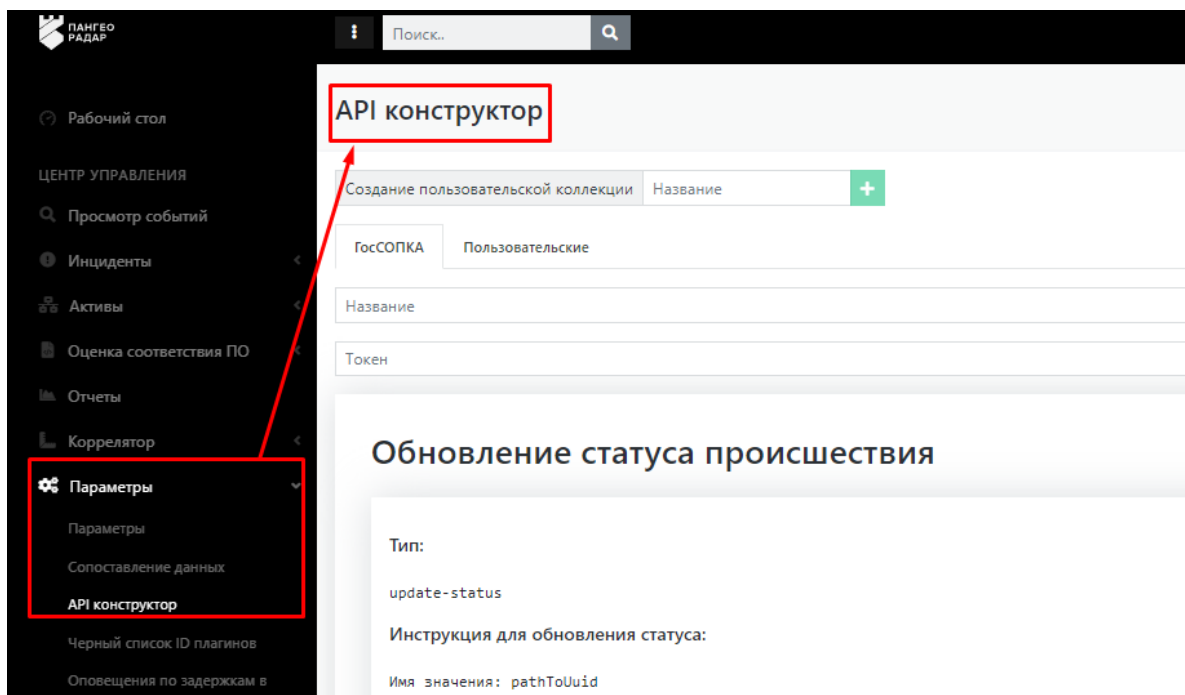 ПАНГЕО
РАДАР
Поиск..
Рабочий стол
ЦЕНТР УПРАВЛЕНИЯ
Просмотр событий
Инциденты
Активы
Оценка соответствия ПО
Отчеты
Коррелятор
Параметры
Параметры
Сопоставление данных
API конструктор
Черный список ID плагинов
Оповещения по задержкам в
API конструктор
Создание пользовательской коллекции Название +
ГосСОПКА Пользовательские
Название
Токен
Обновление статуса происшествия
Тип:
update-status
Инструкция для обновления статуса:
Имя значения: pathToUuid